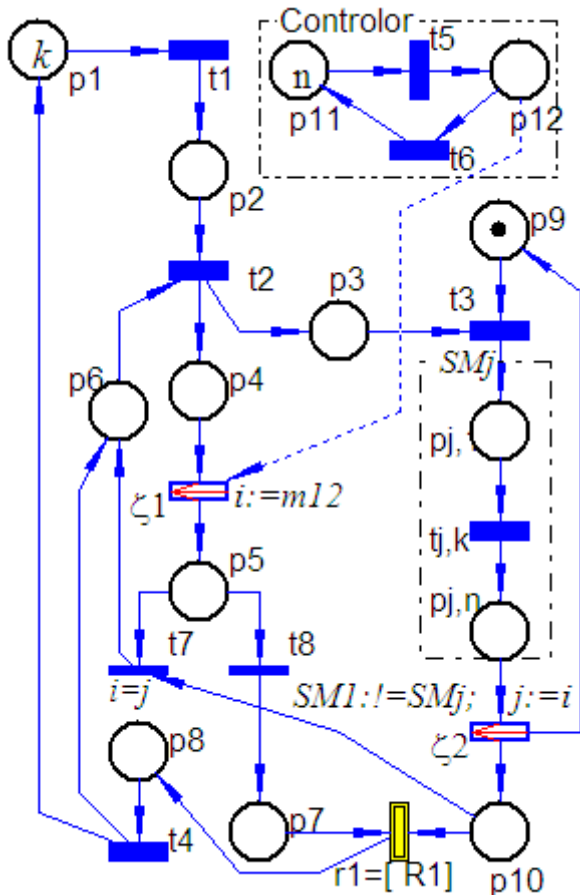 Controlor
k
p1
t1
n
p11
t5
p12
t6
p2
p9
t2
p3
t3
SMj
p6
p4
pj,
ζ1
i:=m12
tj,k
p5
pj,n
t7
t8
i=j
SM1:!=SMj;
j:=i
p8
ζ2
t4
p7
r1=[ R1]
p10